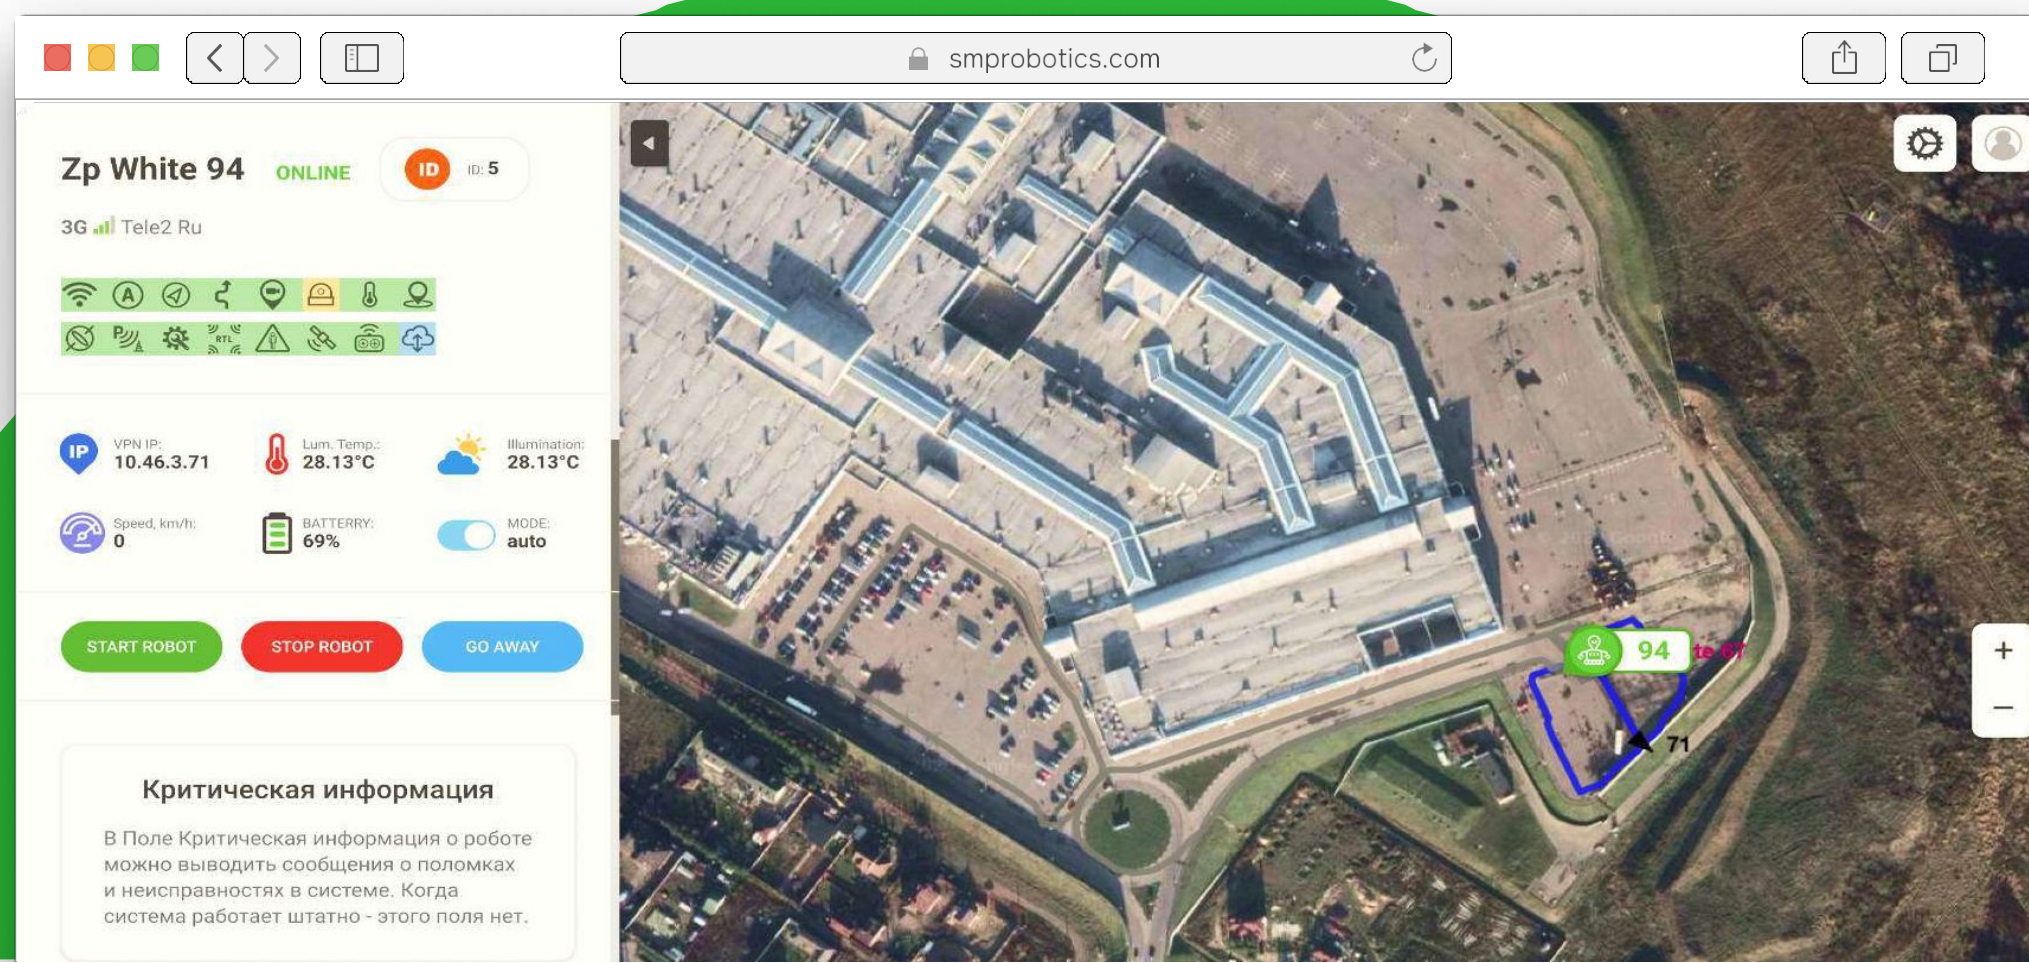 smprobotics.com
Zp White 94 ONLINE ID ID: 5
3G Tele2 Ru
A
P
RTL
IP VPN IP: 10.46.3.71
Lum. Temp.: 28.13°C
Illumination: 28.13°C
Speed, km/h: 0
BATTERRY: 69%
MODE: auto
START ROBOT STOP ROBOT GO AWAY
Критическая информация
В Поле Критическая информация о роботе
можно выводить сообщения о поломках
и неисправностях в системе. Когда
система работает штатно - этого поля нет.
94 te 67
71
+
−